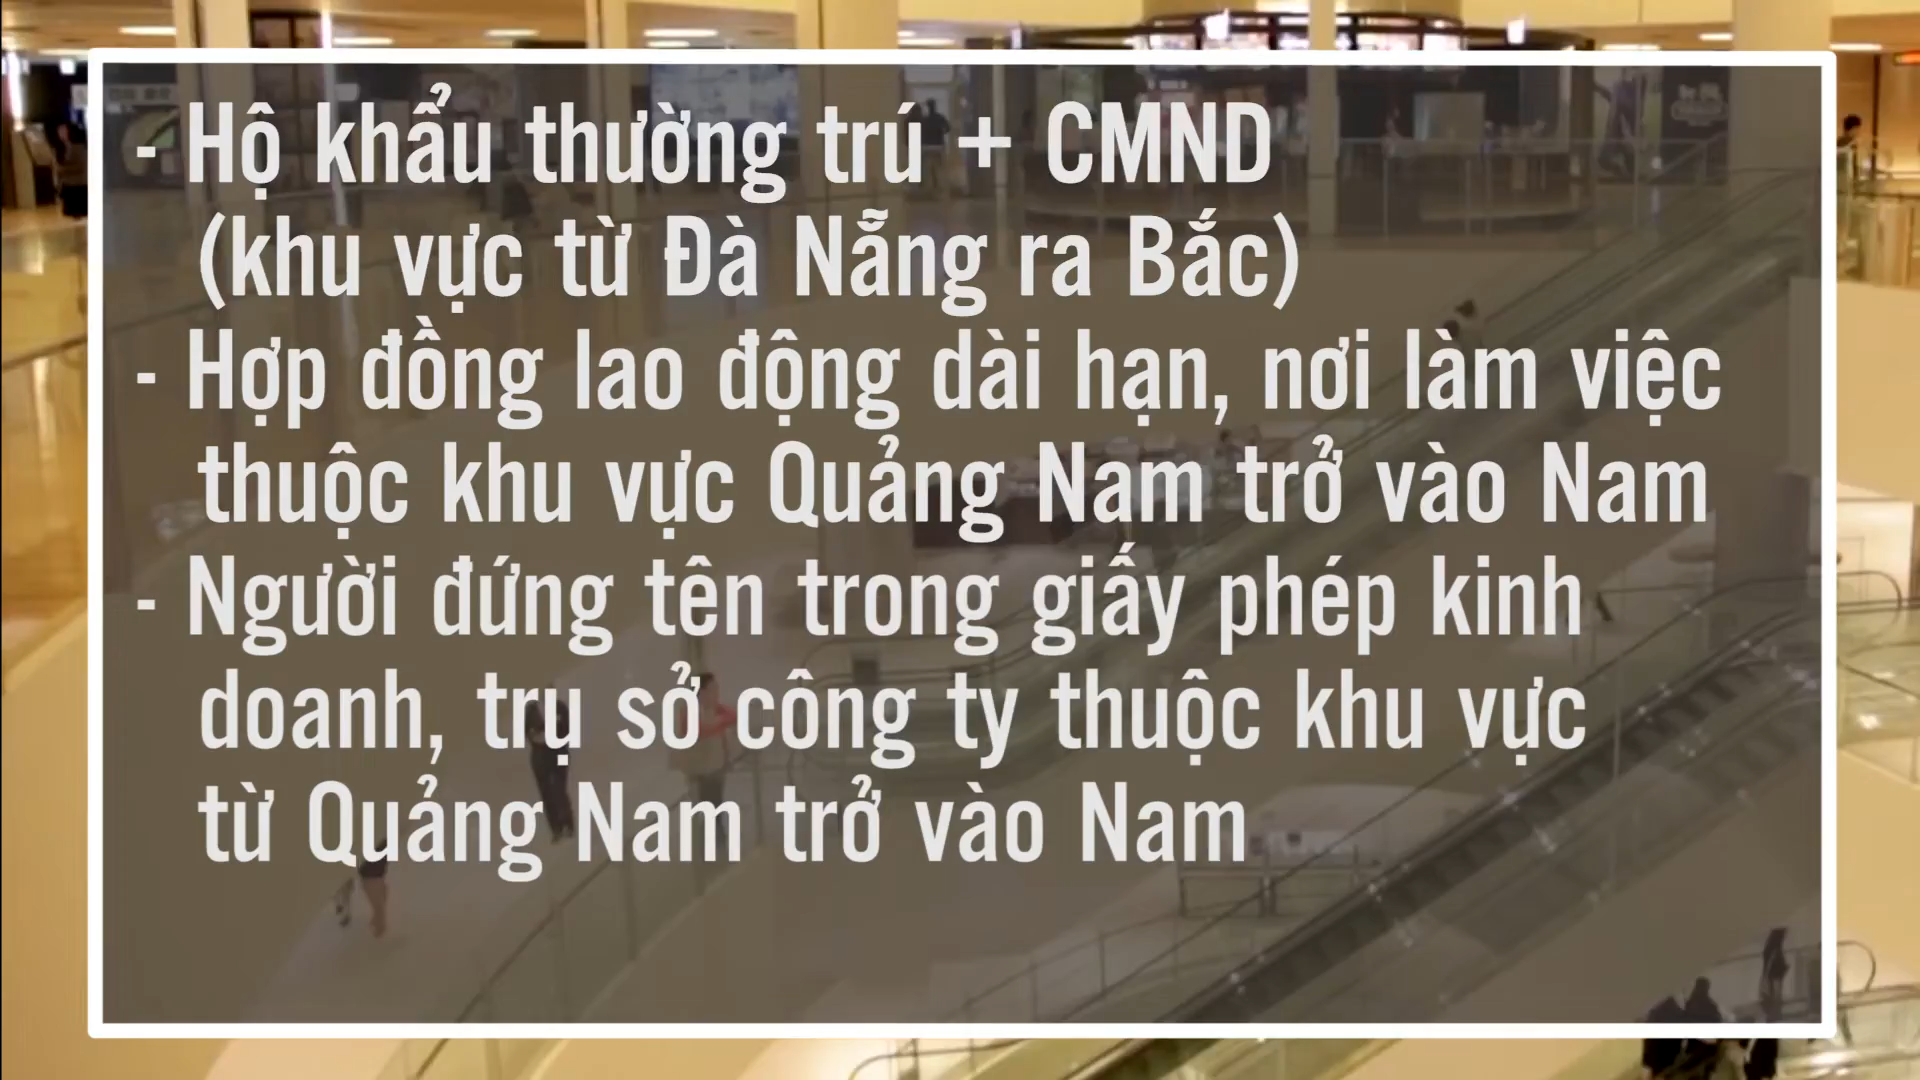 - Hộ khẩu thường trú + CMND
(khu vực từ Đà Nẵng ra Bắc)
- Hợp đồng lao động dài hạn, nơi làm việc
thuộc khu vực Quảng Nam trở vào Nam
- Người đứng tên trong giấy phép kinh
doanh, trụ sở công ty thuộc khu vực
từ Quảng Nam trở vào Nam